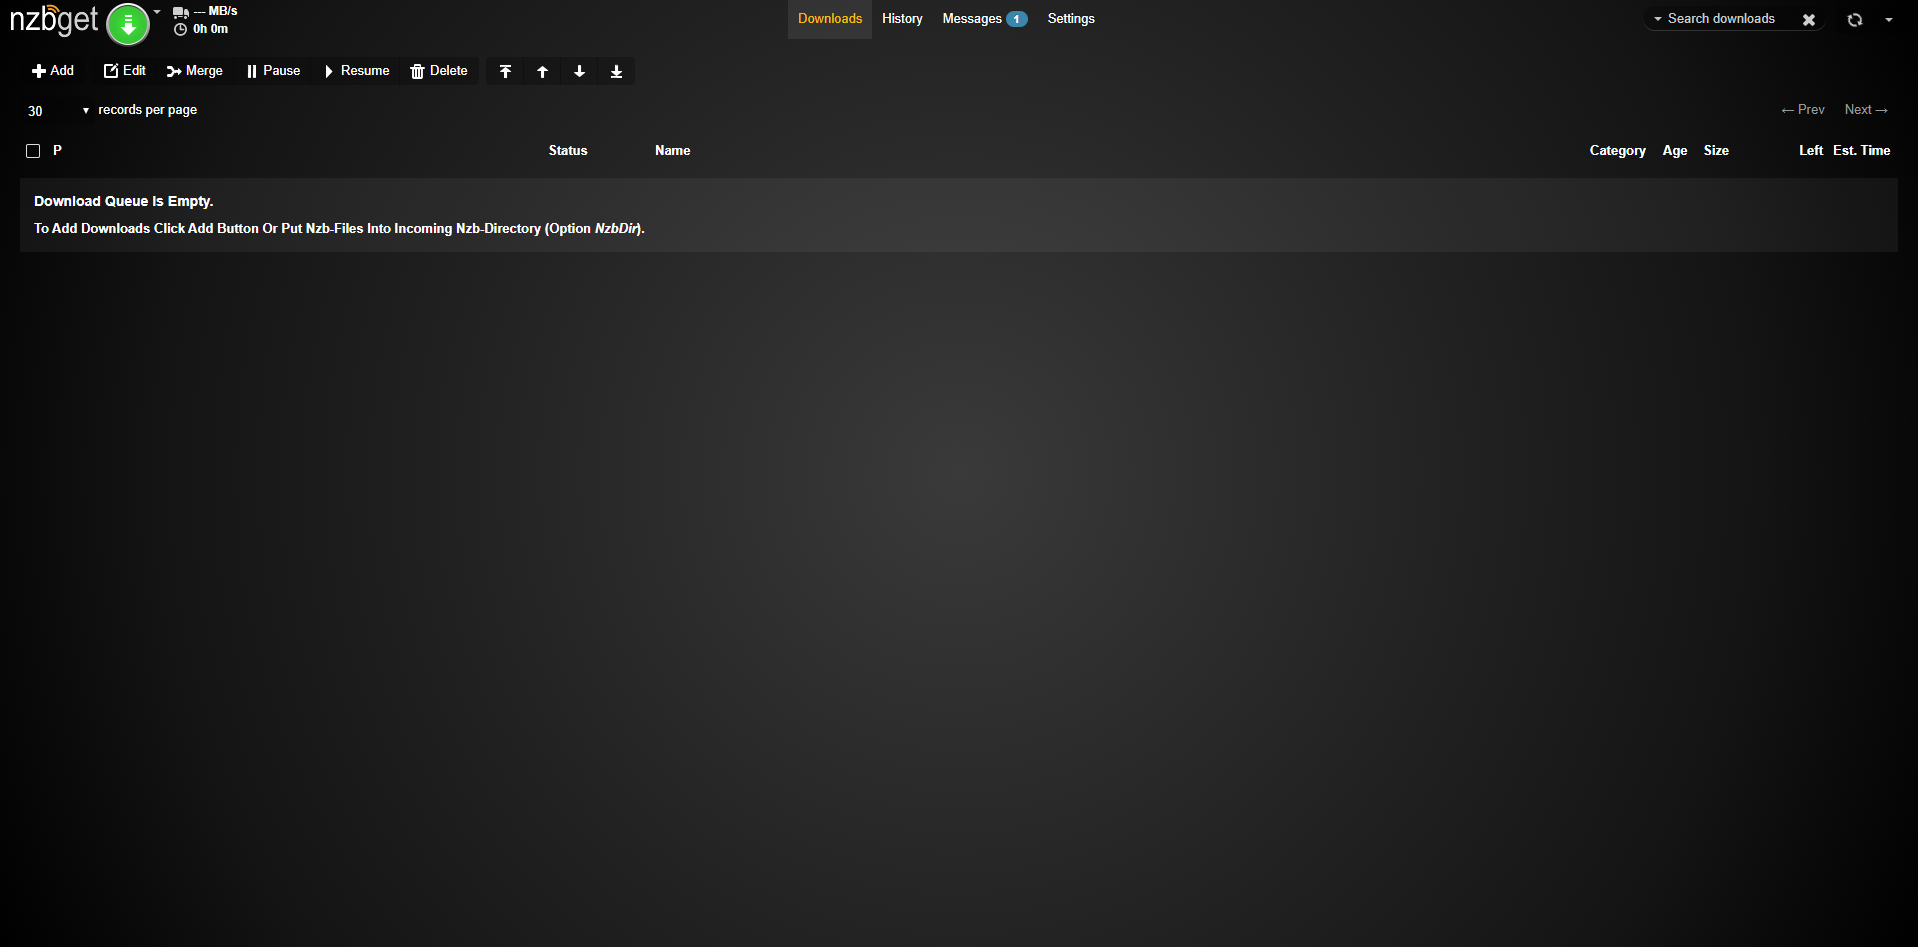 nzbget
--- MB/s
0h 0m
Downloads History Messages 1 Settings
Search downloads
Add Edit Merge Pause Resume Delete
30 records per page
← Prev Next →
P Status Name Category Age Size Left Est. Time
Download Queue Is Empty.
To Add Downloads Click Add Button Or Put Nzb-Files Into Incoming Nzb-Directory (Option NzbDir).